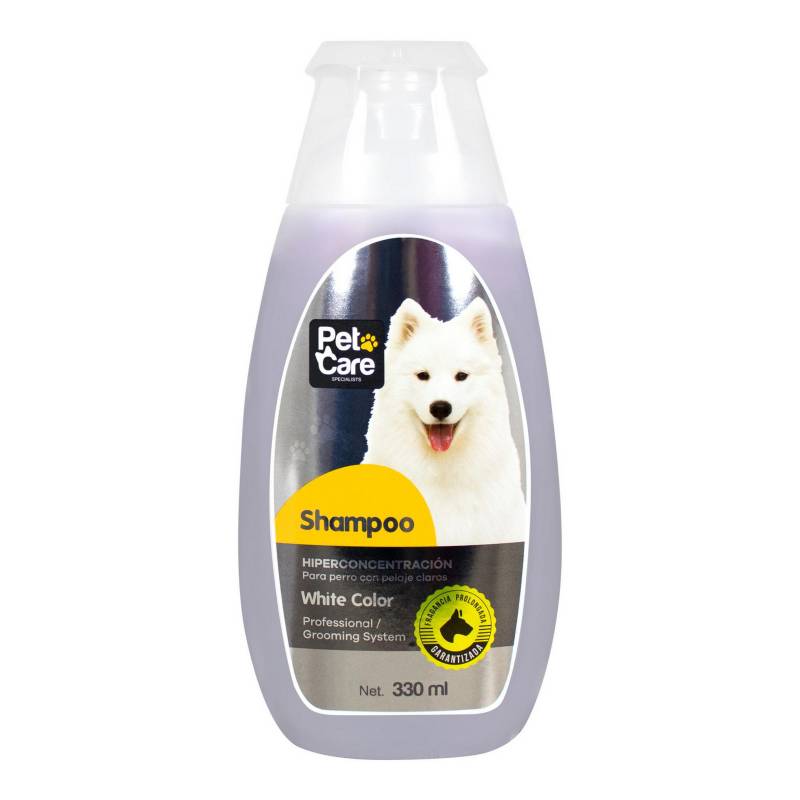 Pet
Care
SPECIALISTS
Shampoo
HIPERCONCENTRACIÓN
Para perro con pelaje claros
White Color
Professional /
Grooming System
FRAGANCIA PROLONGADA
GARANTIZADA
Net. 330 ml